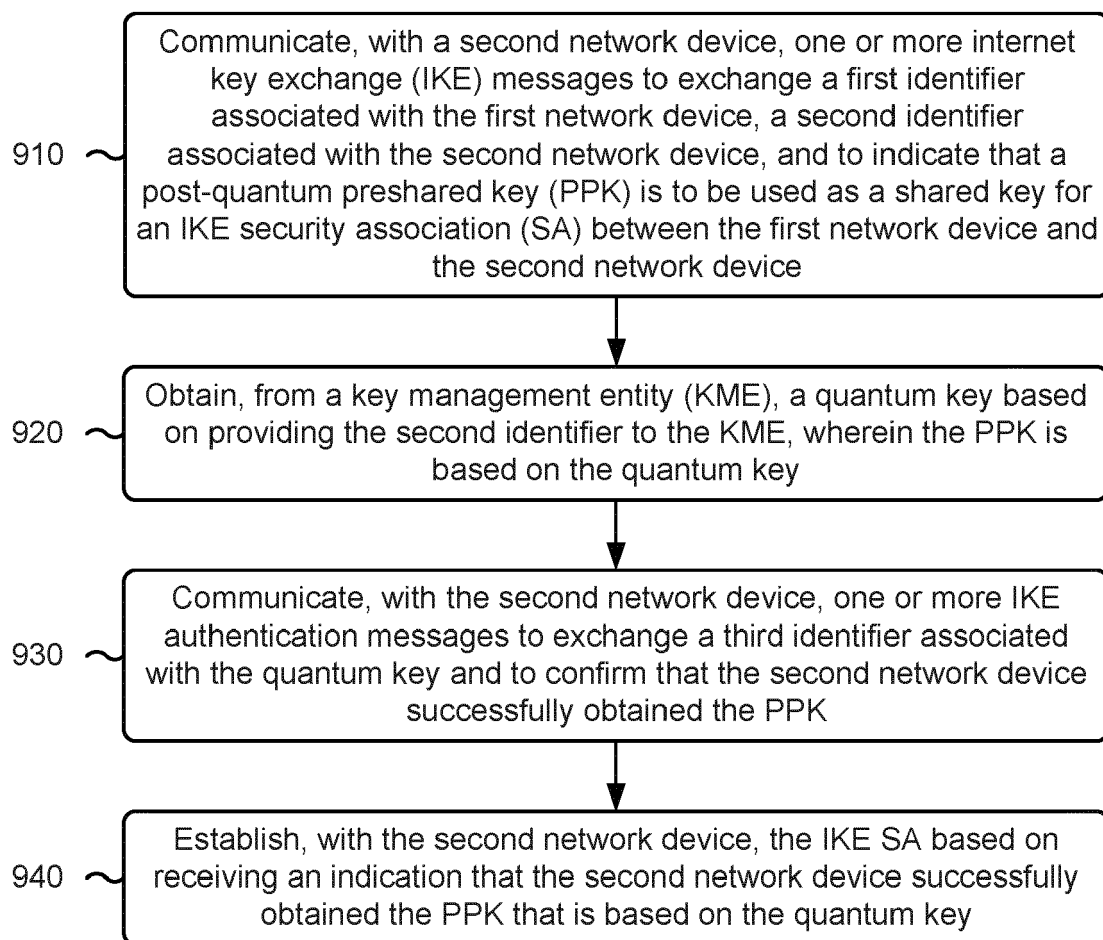 Communicate, with a second network device, one or more internet
key exchange (IKE) messages to exchange a first identifier
associated with the first network device, a second identifier
910
associated with the second network device, and to indicate that a
post-quantum preshared key (PPK) is to be used as a shared key for
an IKE security association (SA) between the first network device and
the second network device
Obtain, from a key management entity (KME), a quantum key based
920
on providing the second identifier to the KME, wherein the PPK is
based on the quantum key
Communicate, with the second network device, one or more IKE
authentication messages to exchange a third identifier associated
930
with the quantum key and to confirm that the second network device
successfully obtained the PPK
Establish, with the second network device, the IKE SA based on
940
receiving an indication that the second network device successfully
obtained the PPK that is based on the quantum key